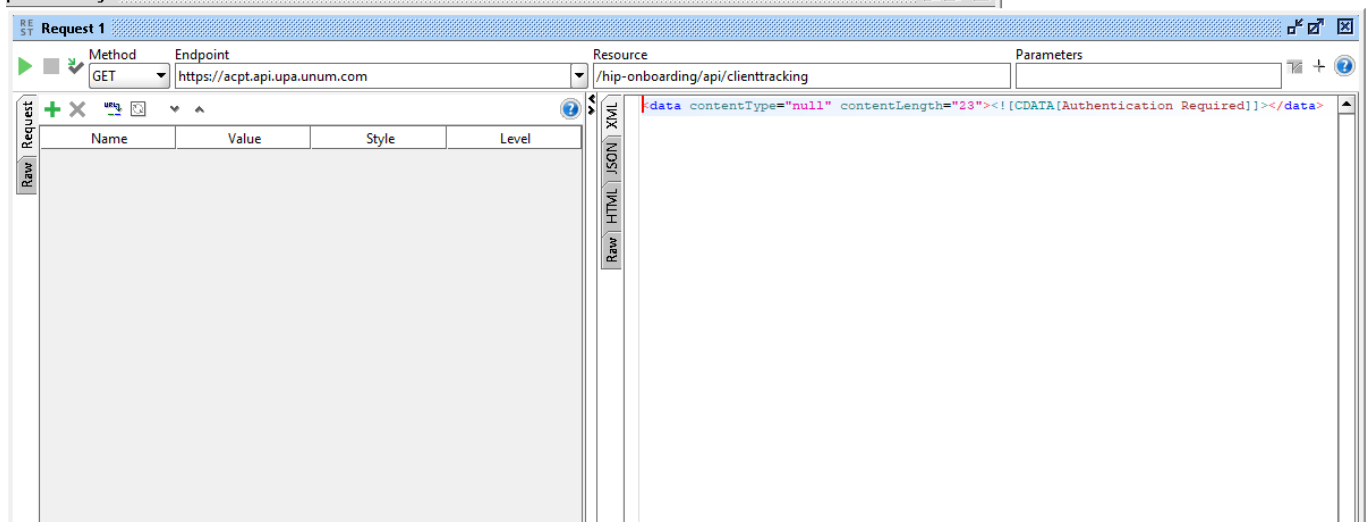 REST Request 1
Method Endpoint Resource Parameters
GET https://acpt.api.upa.unum.com /hip-onboarding/api/clienttracking
Request
Raw
Name Value Style Level
XML
JSON
HTML
Raw
<data contentType="null" contentLength="23"><![CDATA[Authentication Required]]></data>